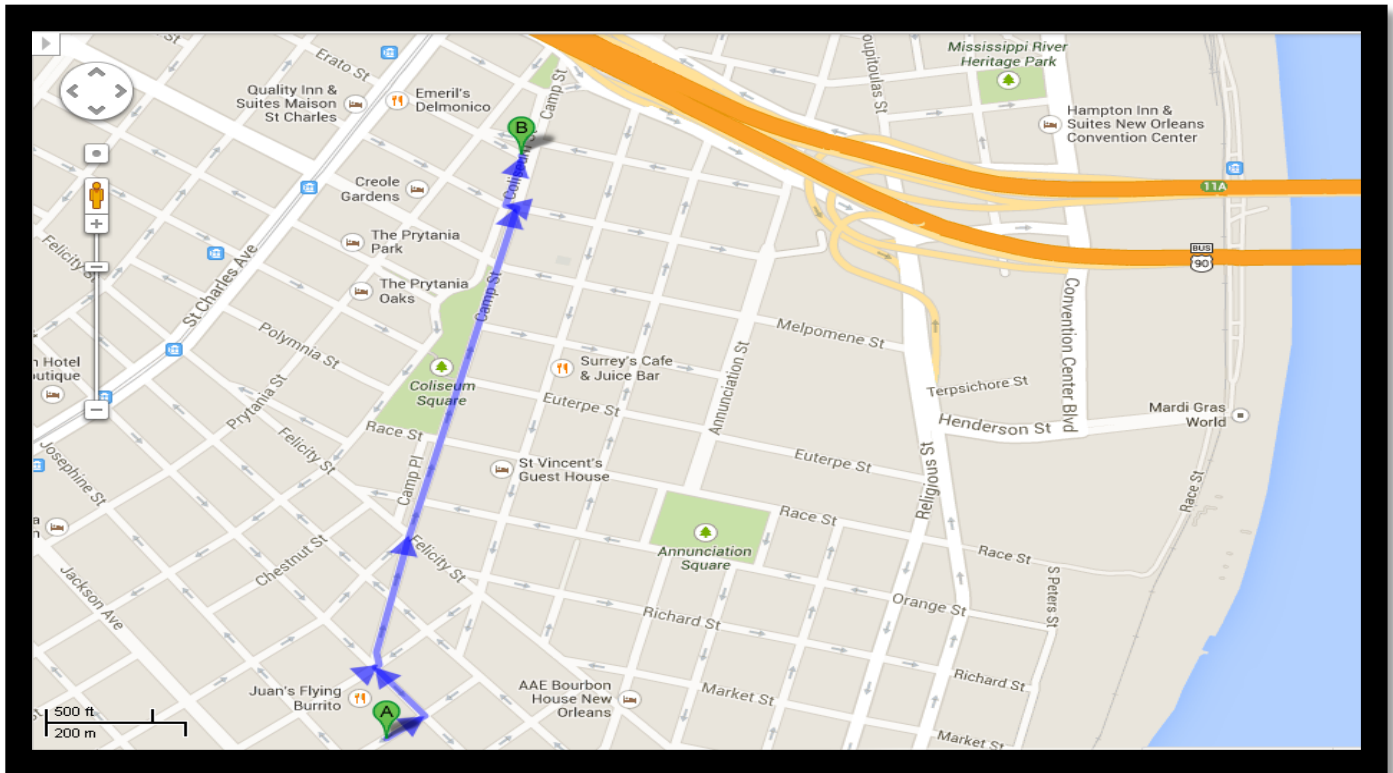 Erato St
Camp St
Mississippi River
Heritage Park
Quality Inn &
Suites Maison
St Charles
Emeril's
Delmonico
Hampton Inn &
Suites New Orleans
Convention Center
B
Creole
Gardens
11A
The Prytania
Park
Felicity St
St Charles Ave
BUS
90
The Prytania
Oaks
Camp St
Convention Center Blvd
Polymnia St
Melpomene St
Surrey's Cafe
& Juice Bar
Annunciation St
Coliseum
Square
Prytania St
Euterpe St
Terpsichore St
Henderson St
Mardi Gras
World
Race St
Felicity St
Josephine St
St Vincent's
Guest House
Camp Pl
Euterpe St
Religious St
Race St
Race St
Race St
Annunciation
Square
Felicity St
Chestnut St
Jackson Ave
S Peters St
Orange St
Richard St
Richard St
Juan's Flying
Burrito
AAE Bourbon
House New
Orleans
Market St
A
Market St
500 ft
200 m